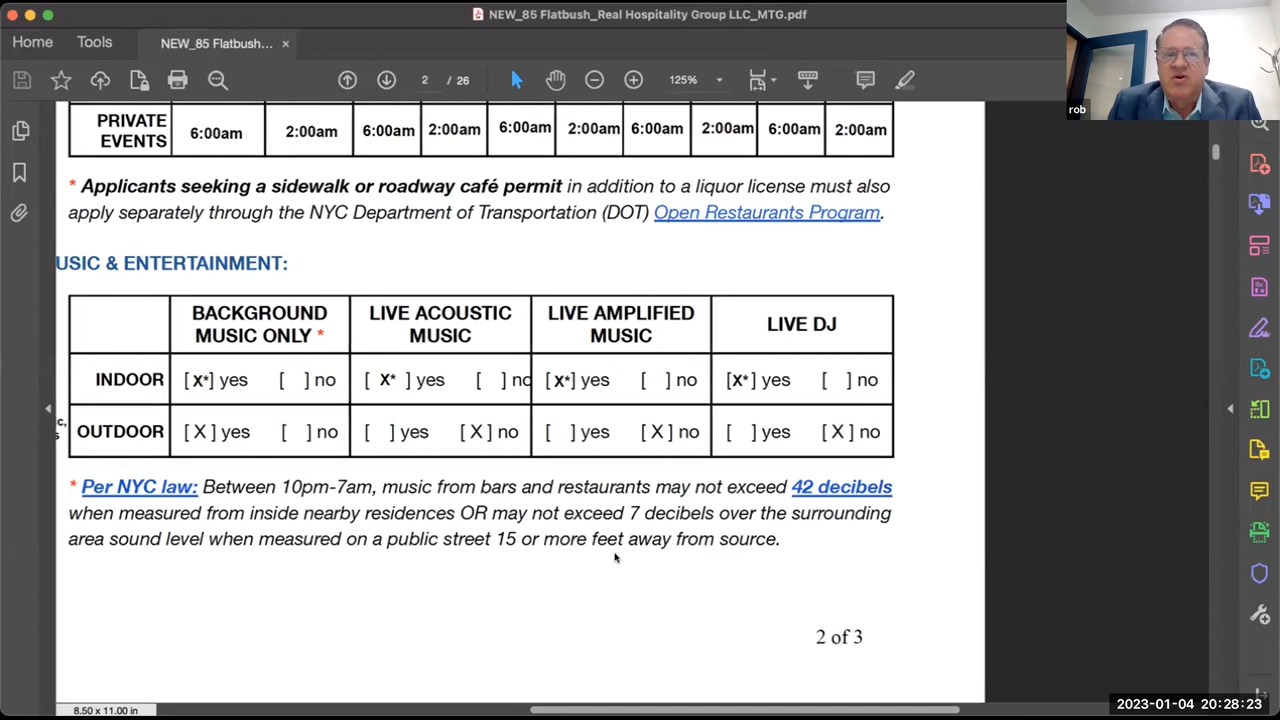 NEW_85 Flatbush_Real Hospitality Group LLC_MTG.pdf
Home Tools NEW_85 Flatbush... ×
2 / 26 125%
rob
PRIVATE EVENTS 6:00am 2:00am 6:00am 2:00am 6:00am 2:00am 6:00am 2:00am 6:00am 2:00am
* Applicants seeking a sidewalk or roadway café permit in addition to a liquor license must also
apply separately through the NYC Department of Transportation (DOT) Open Restaurants Program.
USIC & ENTERTAINMENT:
BACKGROUND MUSIC ONLY * LIVE ACOUSTIC MUSIC LIVE AMPLIFIED MUSIC LIVE DJ
INDOOR [X*] yes [ ] no [ X* ] yes [ ] no [X*] yes [ ] no [X*] yes [ ] no
c,
s
OUTDOOR [ X ] yes [ ] no [ ] yes [ X ] no [ ] yes [ X ] no [ ] yes [ X ] no
* Per NYC law: Between 10pm-7am, music from bars and restaurants may not exceed 42 decibels
when measured from inside nearby residences OR may not exceed 7 decibels over the surrounding
area sound level when measured on a public street 15 or more feet away from source.
2 of 3
8.50 x 11.00 in
2023-01-04 20:28:23